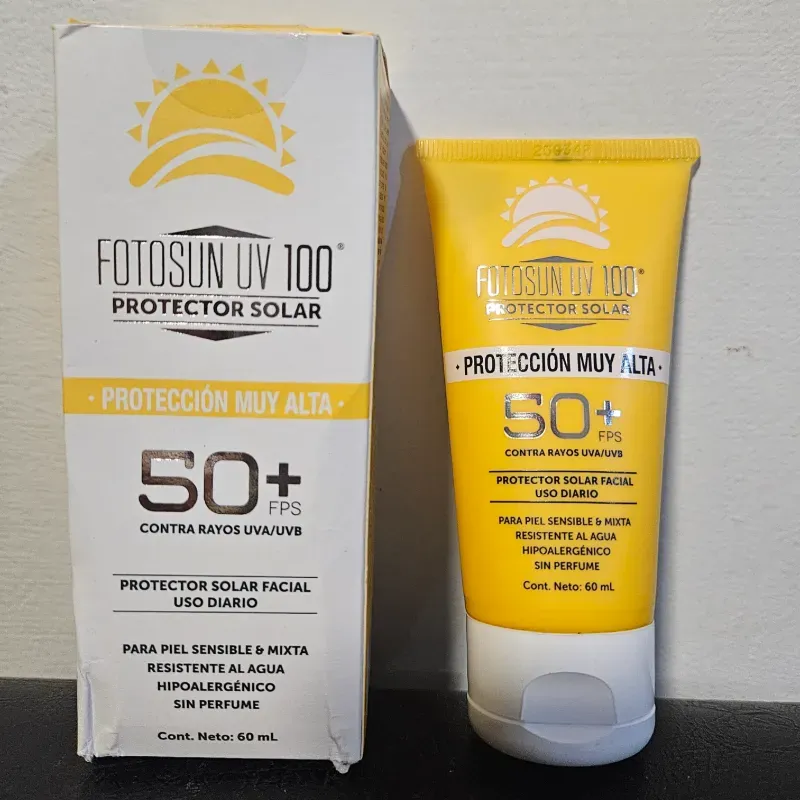 FOTOSUN UV 100®
PROTECTOR SOLAR
· PROTECCIÓN MUY ALTA ·
50+
FPS
CONTRA RAYOS UVA/UVB
PROTECTOR SOLAR FACIAL
USO DIARIO
PARA PIEL SENSIBLE & MIXTA
RESISTENTE AL AGUA
HIPOALERGÉNICO
SIN PERFUME
Cont. Neto: 60 mL
FOTOSUN UV 100®
PROTECTOR SOLAR
· PROTECCIÓN MUY ALTA ·
50+
FPS
CONTRA RAYOS UVA/UVB
PROTECTOR SOLAR FACIAL
USO DIARIO
PARA PIEL SENSIBLE & MIXTA
RESISTENTE AL AGUA
HIPOALERGÉNICO
SIN PERFUME
Cont. Neto: 60 mL